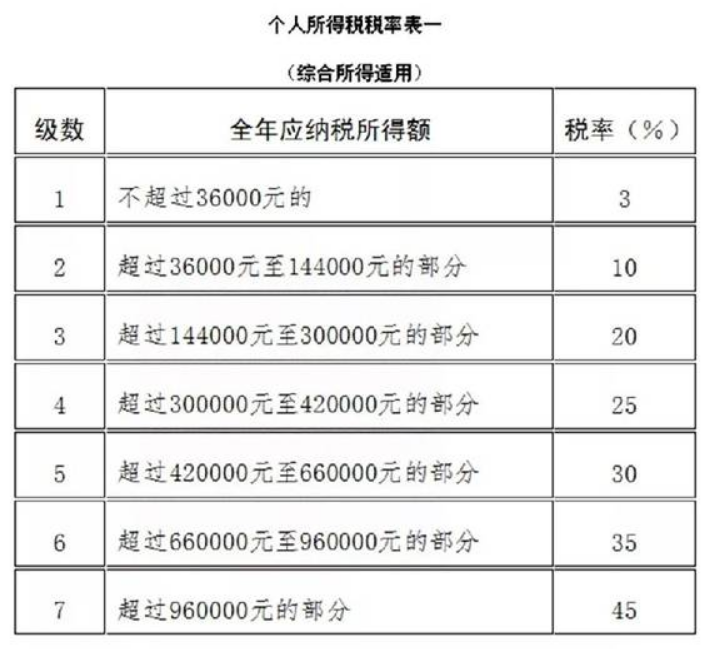 个人所得税税率表一
（综合所得适用）
级数 全年应纳税所得额 税率（%）
1 不超过36000元的 3
2 超过36000元至144000元的部分 10
3 超过144000元至300000元的部分 20
4 超过300000元至420000元的部分 25
5 超过420000元至660000元的部分 30
6 超过660000元至960000元的部分 35
7 超过960000元的部分 45